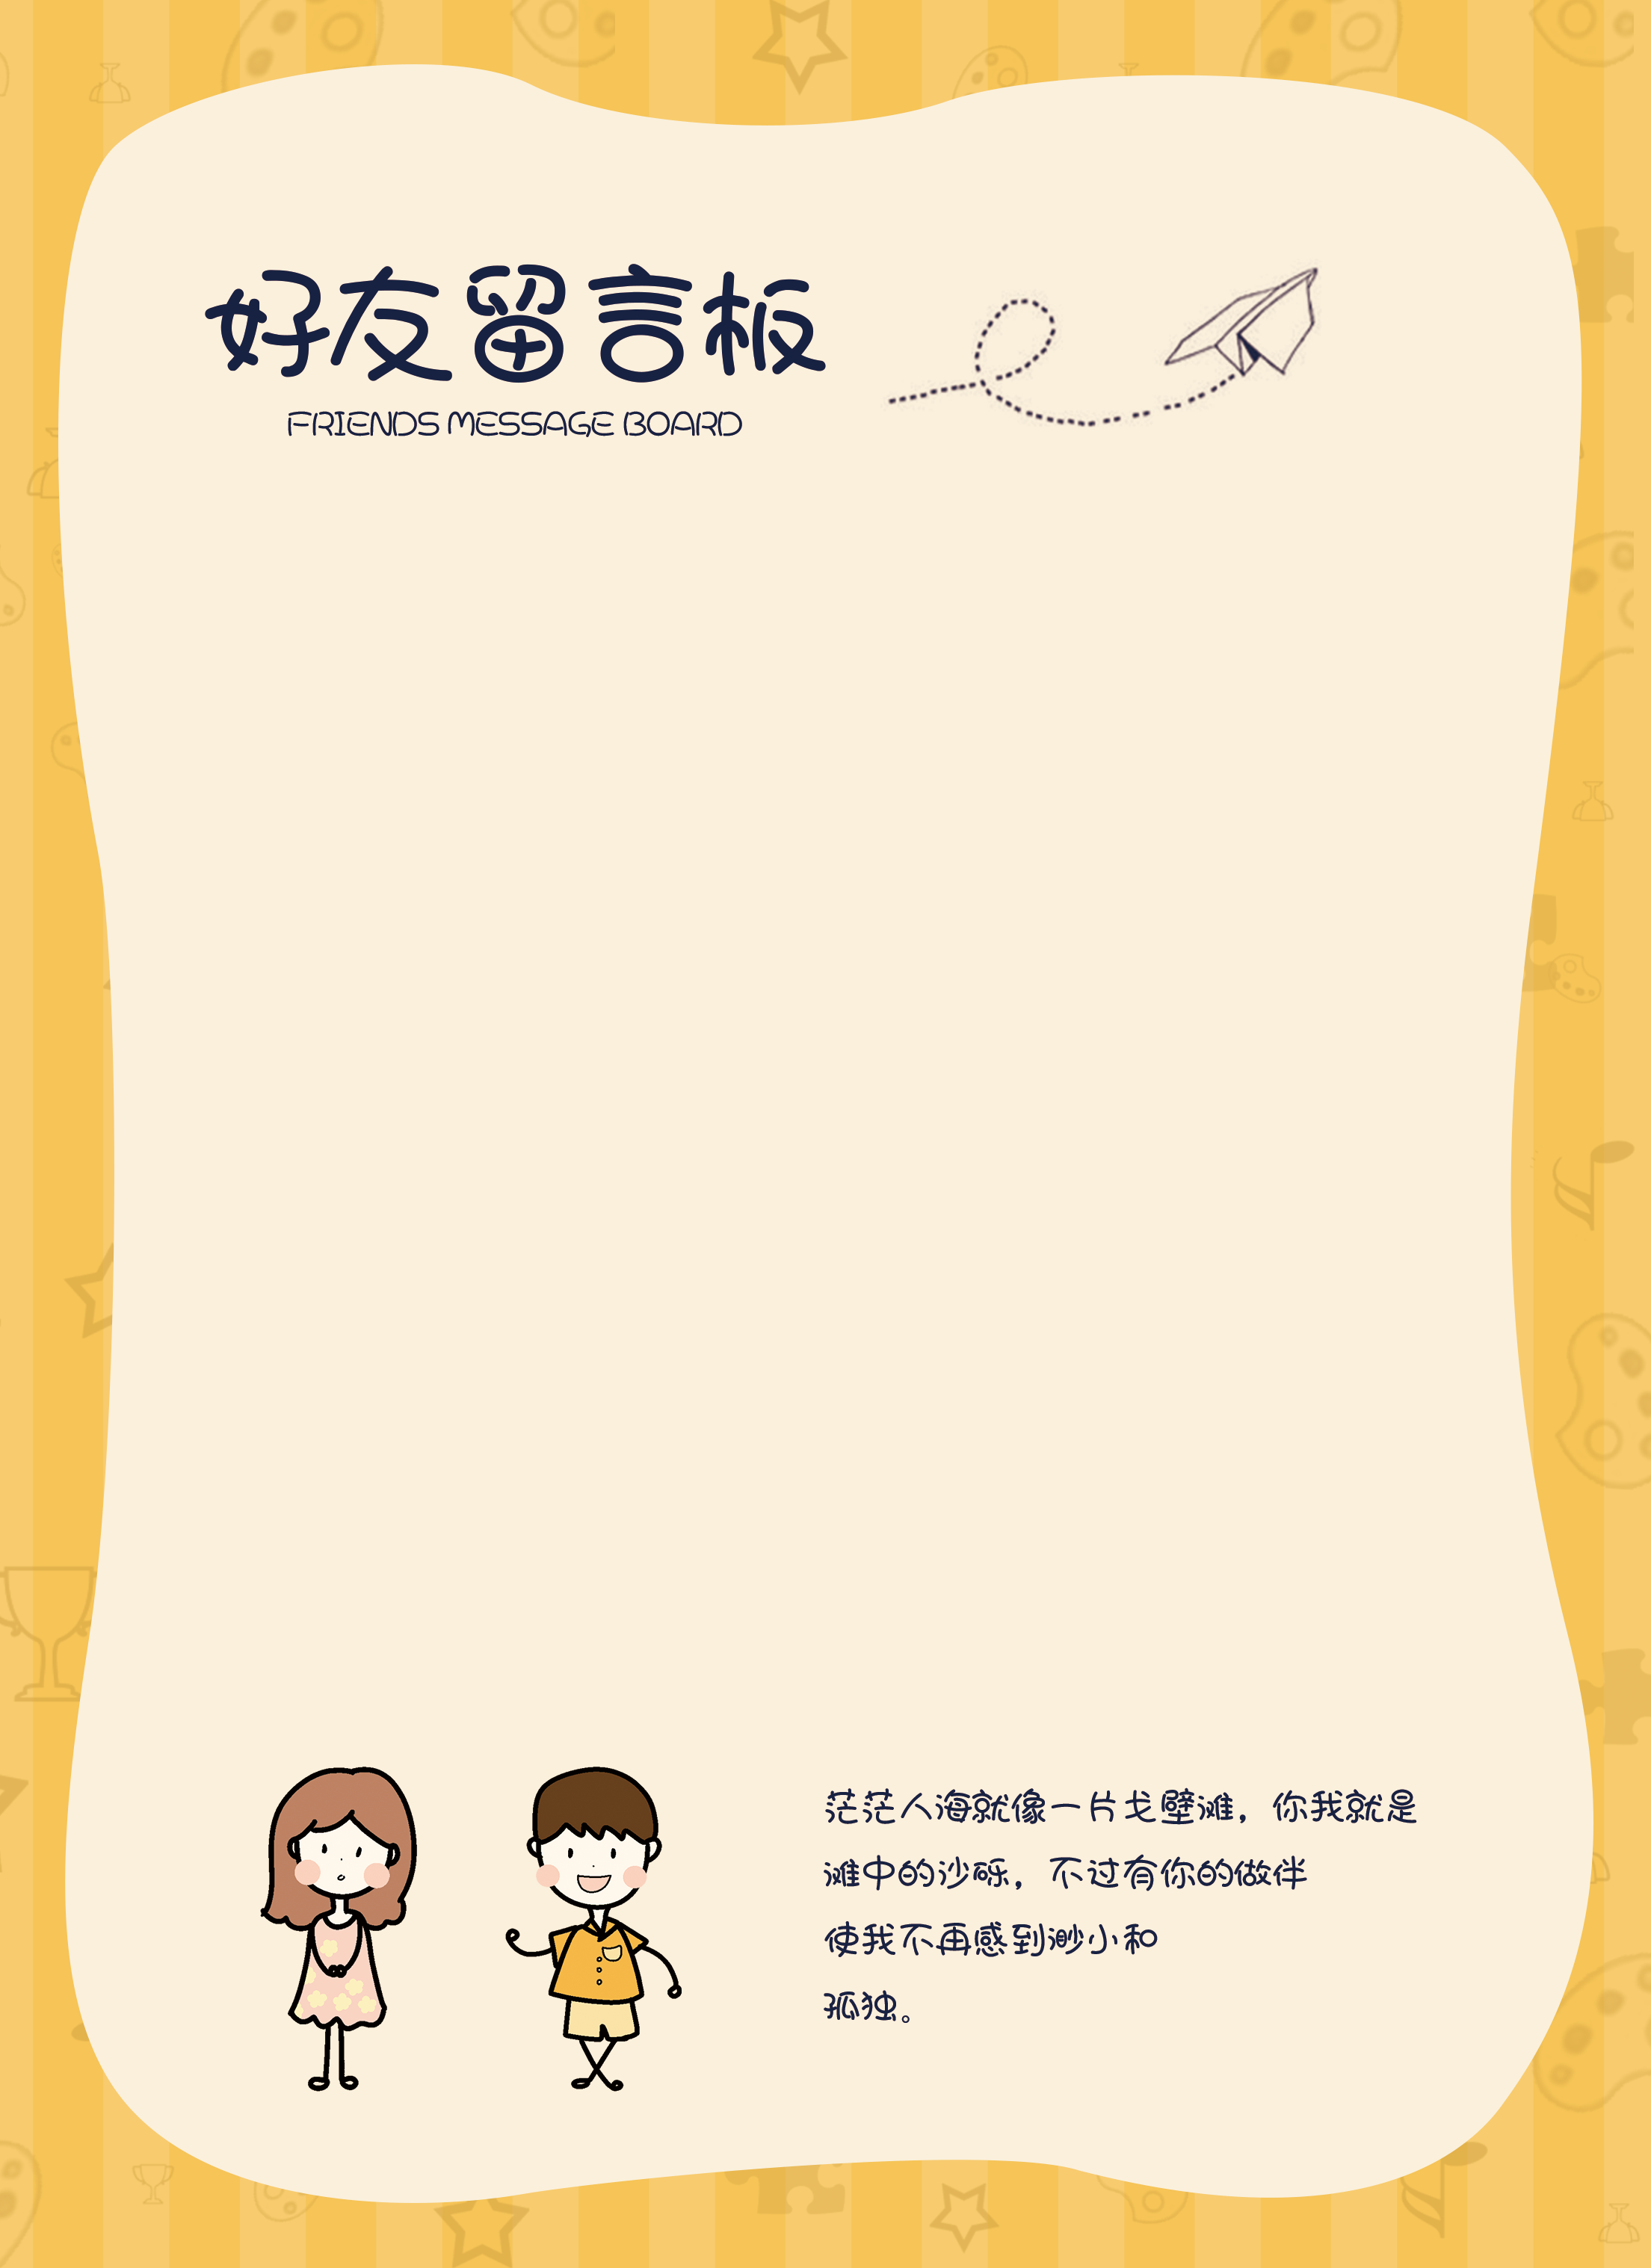 好友留言板
FRIENDS MESSAGE BOARD
茫茫人海就像一片戈壁滩，你我就是
滩中的沙砾，不过有你的做伴
使我不再感到渺小和
孤独。